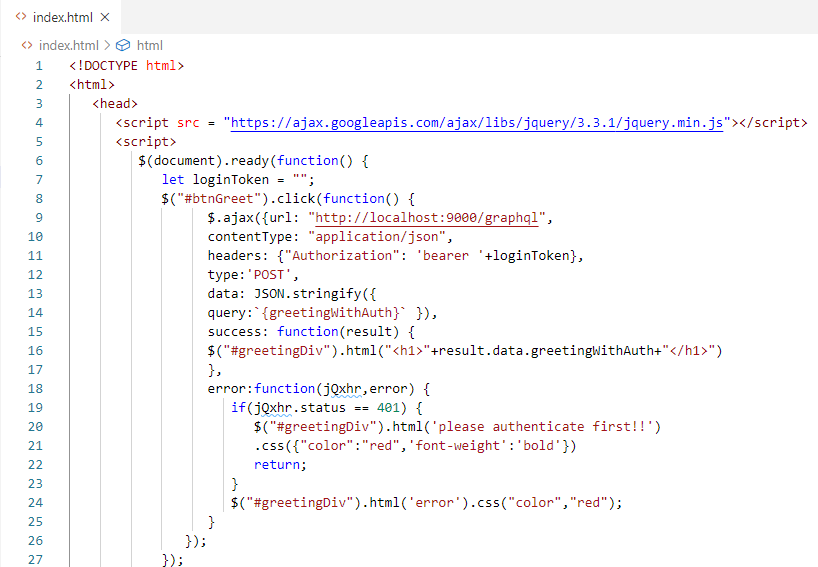 index.html
index.html > html
1 <!DOCTYPE html>
2 <html>
3 <head>
4 <script src = "https://ajax.googleapis.com/ajax/libs/jquery/3.3.1/jquery.min.js"></script>
5 <script>
6 $(document).ready(function() {
7 let loginToken = "";
8 $("#btnGreet").click(function() {
9 $.ajax({url: "http://localhost:9000/graphql",
10 contentType: "application/json",
11 headers: {"Authorization": 'bearer '+loginToken},
12 type:'POST',
13 data: JSON.stringify({
14 query:`{greetingWithAuth}` }),
15 success: function(result) {
16 $("#greetingDiv").html("<h1>"+result.data.greetingWithAuth+"</h1>")
17 },
18 error:function(jQxhr,error) {
19 if(jQxhr.status == 401) {
20 $("#greetingDiv").html('please authenticate first!!')
21 .css({"color":"red",'font-weight':'bold'})
22 return;
23 }
24 $("#greetingDiv").html('error').css("color","red");
25 }
26 });
27 });